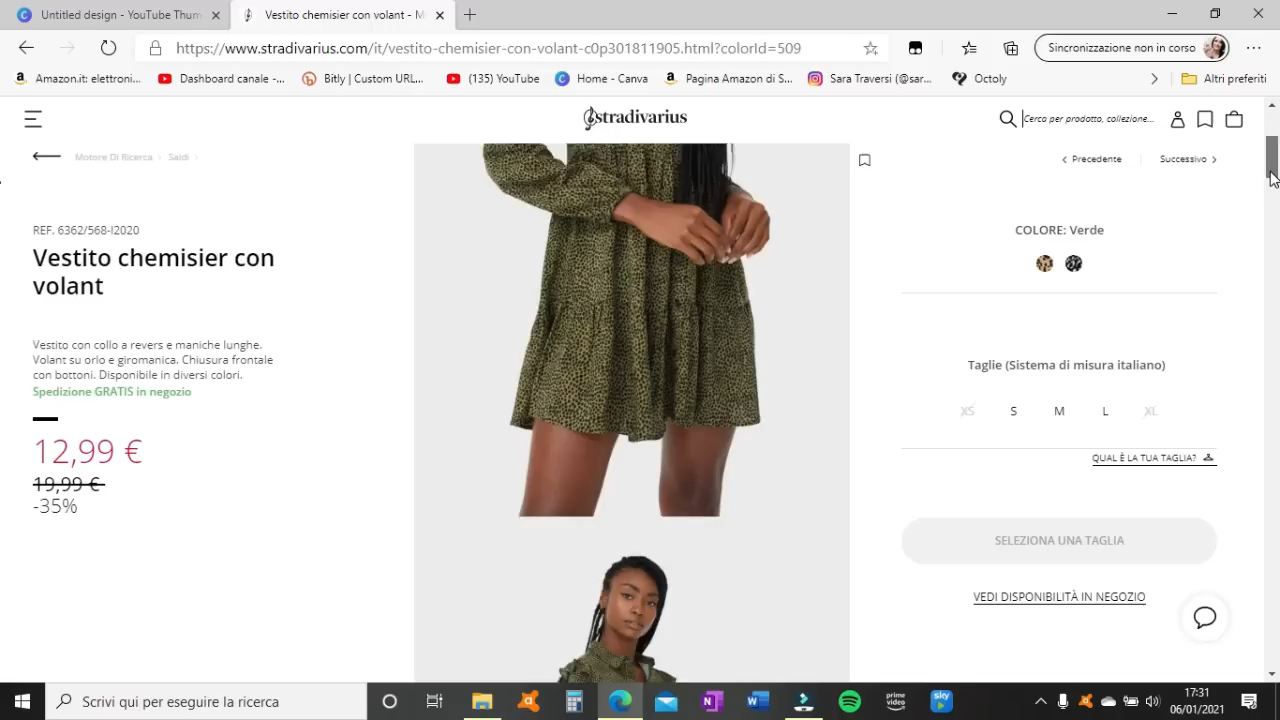 Outfit per tutti i giorni con v
Vestito chemisier con volant - M
https://www.stradivarius.com/it/vestito-chemisier-con-volant-c0p301811905.html?colorId=509
Sincronizzazione non in corso
Amazon.it: elettroni...
Dashboard canale -...
Bitly | Custom URL...
(135) YouTube
Home - Canva
Pagina Amazon di S...
Sara Traversi (@sar...
Octoly
Altri preferiti
stradivarius
Cerca per prodotto, collezione...
Motore Di Ricerca > Saldi >
< Precedente
Successivo >
REF. 6362/568-I2020
Vestito chemisier con
volant
Vestito con collo a revers e maniche lunghe.
Volant su orlo e giromanica. Chiusura frontale
con bottoni. Disponibile in diversi colori.
Spedizione GRATIS in negozio
12,99 €
19,99 €
-35%
COLORE: Verde
Taglie (Sistema di misura italiano)
XS S M L XL
QUAL È LA TUA TAGLIA?
SELEZIONA UNA TAGLIA
VEDI DISPONIBILITÀ IN NEGOZIO
Scrivi qui per eseguire la ricerca
prime video
sky
17:31
06/01/2021